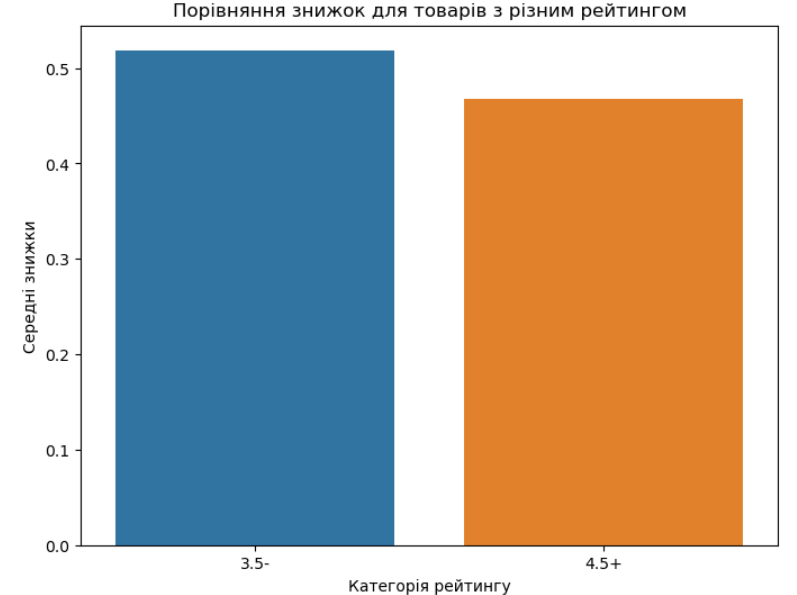 Порівняння знижок для товарів з різним рейтингом
Середні знижки
0.5
0.4
0.3
0.2
0.1
0.0
3.5-
4.5+
Категорія рейтингу